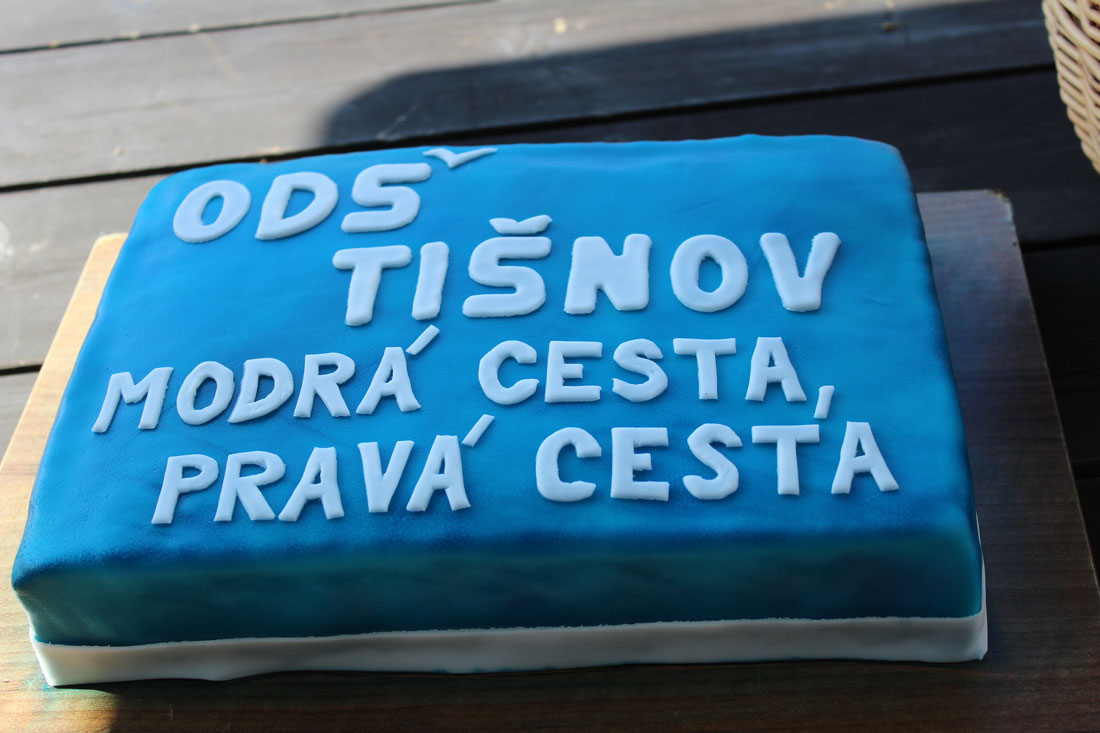 ODS
TIŠNOV
MODRÁ CESTA,
PRAVÁ CESTA